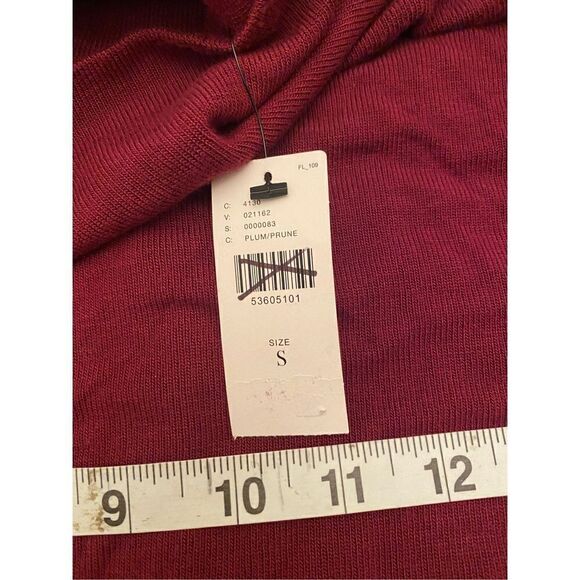 FL_109
C: 4130
V: 021162
S: 0000083
C: PLUM/PRUNE
53605101
SIZE
S
9 10 11 12